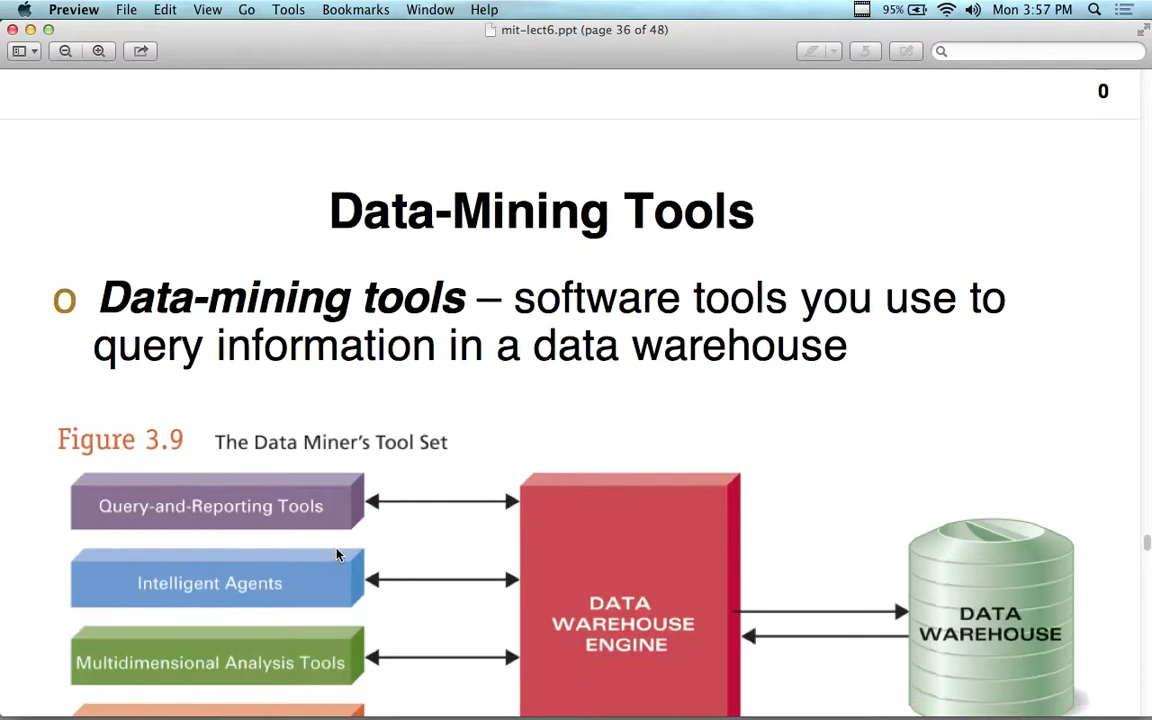 Preview File Edit View Go Tools Bookmarks Window Help 95% Mon 3:57 PM
mit-lect6.ppt (page 36 of 48)
0
Data-Mining Tools
o Data-mining tools – software tools you use to
query information in a data warehouse
Figure 3.9 The Data Miner's Tool Set
Query-and-Reporting Tools
Intelligent Agents
Multidimensional Analysis Tools
DATA
WAREHOUSE
ENGINE
DATA
WAREHOUSE